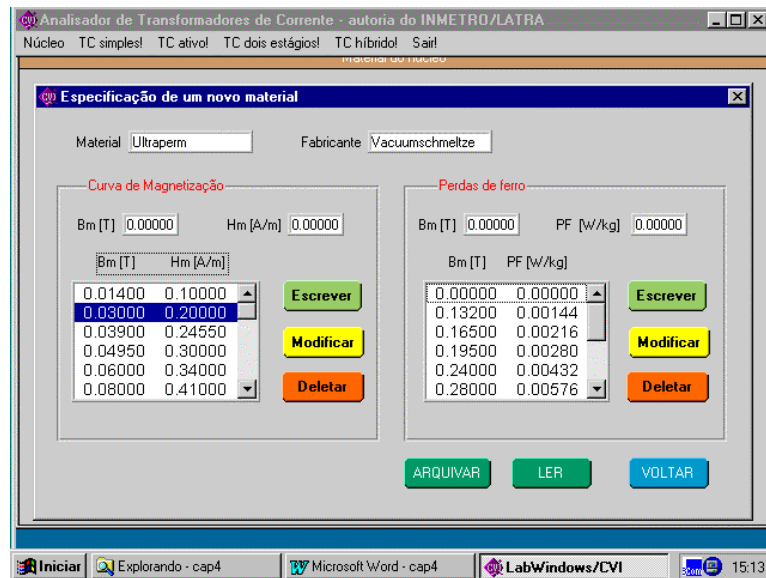 Analisador de Transformadores de Corrente - autoria do INMETRO/LATRA
Núcleo TC simples! TC ativo! TC dois estágios! TC híbrido! Sair!
Material do núcleo
Especificação de um novo material
Material Ultraperm Fabricante Vacuumschmeltze
Curva de Magnetização
Bm [T] 0.00000 Hm [A/m] 0.00000
Bm [T] Hm [A/m]
0.01400 0.10000
0.03000 0.20000
0.03900 0.24550
0.04950 0.30000
0.06000 0.34000
0.08000 0.41000
Escrever
Modificar
Deletar
Perdas de ferro
Bm [T] 0.00000 PF [W/kg] 0.00000
Bm [T] PF [W/kg]
0.00000 0.00000
0.13200 0.00144
0.16500 0.00216
0.19500 0.00280
0.24000 0.00432
0.28000 0.00576
Escrever
Modificar
Deletar
ARQUIVAR LER VOLTAR
Iniciar Explorando - cap4 Microsoft Word - cap4 LabWindows/CVI 3Com 15:13